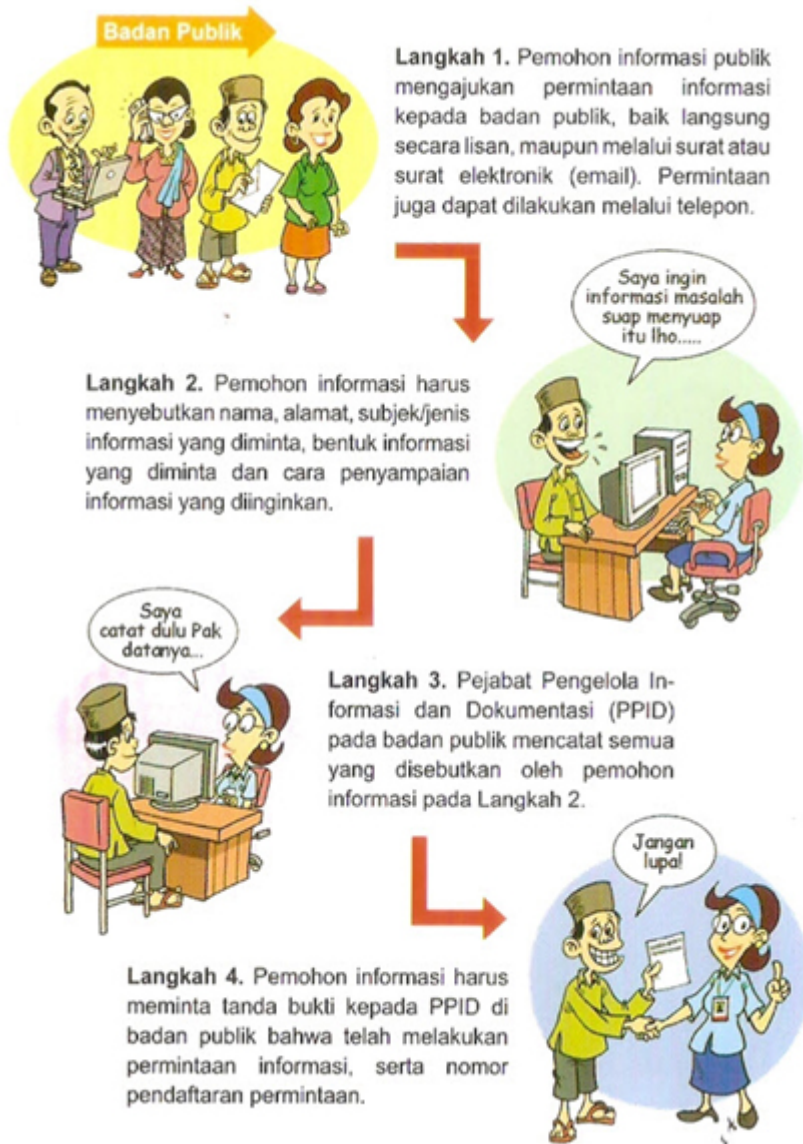 Badan Publik
Langkah 1. Pemohon informasi publik
mengajukan permintaan informasi
kepada badan publik, baik langsung
secara lisan, maupun melalui surat atau
surat elektronik (email). Permintaan
juga dapat dilakukan melalui telepon.
Saya ingin
informasi masalah
suap menyuap
itu lho.....
Langkah 2. Pemohon informasi harus
menyebutkan nama, alamat, subjek/jenis
informasi yang diminta, bentuk informasi
yang diminta dan cara penyampaian
informasi yang diinginkan.
Saya
catat dulu Pak
datanya...
Langkah 3. Pejabat Pengelola In-
formasi dan Dokumentasi (PPID)
pada badan publik mencatat semua
yang disebutkan oleh pemohon
informasi pada Langkah 2.
Jangan
lupa!
Langkah 4. Pemohon informasi harus
meminta tanda bukti kepada PPID di
badan publik bahwa telah melakukan
permintaan informasi, serta nomor
pendaftaran permintaan.